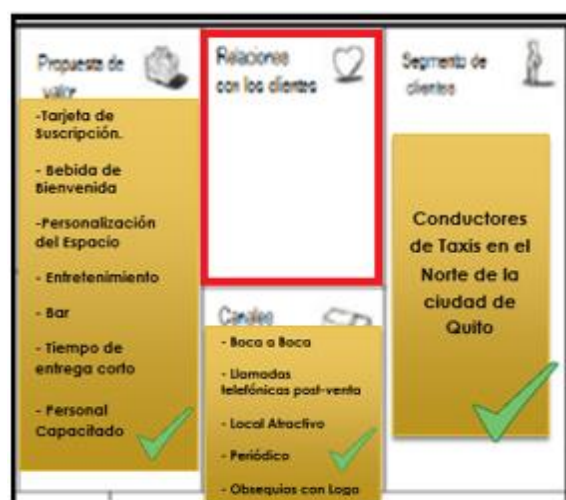 Propuesta de
valor
-Tarjeta de
Suscripción.
- Bebida de
Bienvenida
-Personalización
del Espacio
- Entretenimiento
- Bar
- Tiempo de
entrega corto
- Personal
Capacitado
Relaciones
con los clientes
Canales
- Boca a Boca
- Llamadas
telefónicas post-venta
- Local Atractivo
- Periódico
- Obsequios con Logo
Segmento de
clientes
Conductores
de Taxis en el
Norte de la
ciudad de
Quito